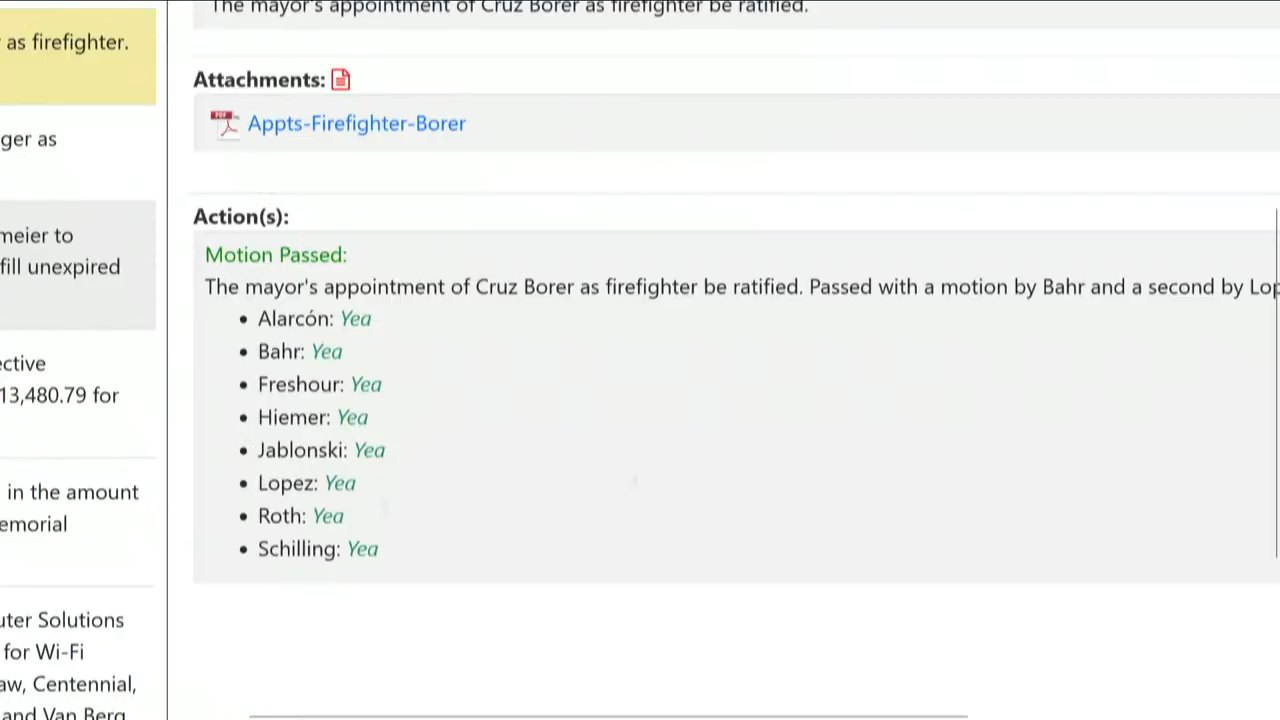 as firefighter.
ger as
meier to
fill unexpired
ective
13,480.79 for
in the amount
emorial
uter Solutions
for Wi-Fi
aw, Centennial,
and Van Berg
The mayor's appointment of Cruz Borer as firefighter be ratified.
Attachments:
PDF
Appts-Firefighter-Borer
Action(s):
Motion Passed:
The mayor's appointment of Cruz Borer as firefighter be ratified. Passed with a motion by Bahr and a second by Lop
• Alarcón: Yea
• Bahr: Yea
• Freshour: Yea
• Hiemer: Yea
• Jablonski: Yea
• Lopez: Yea
• Roth: Yea
• Schilling: Yea